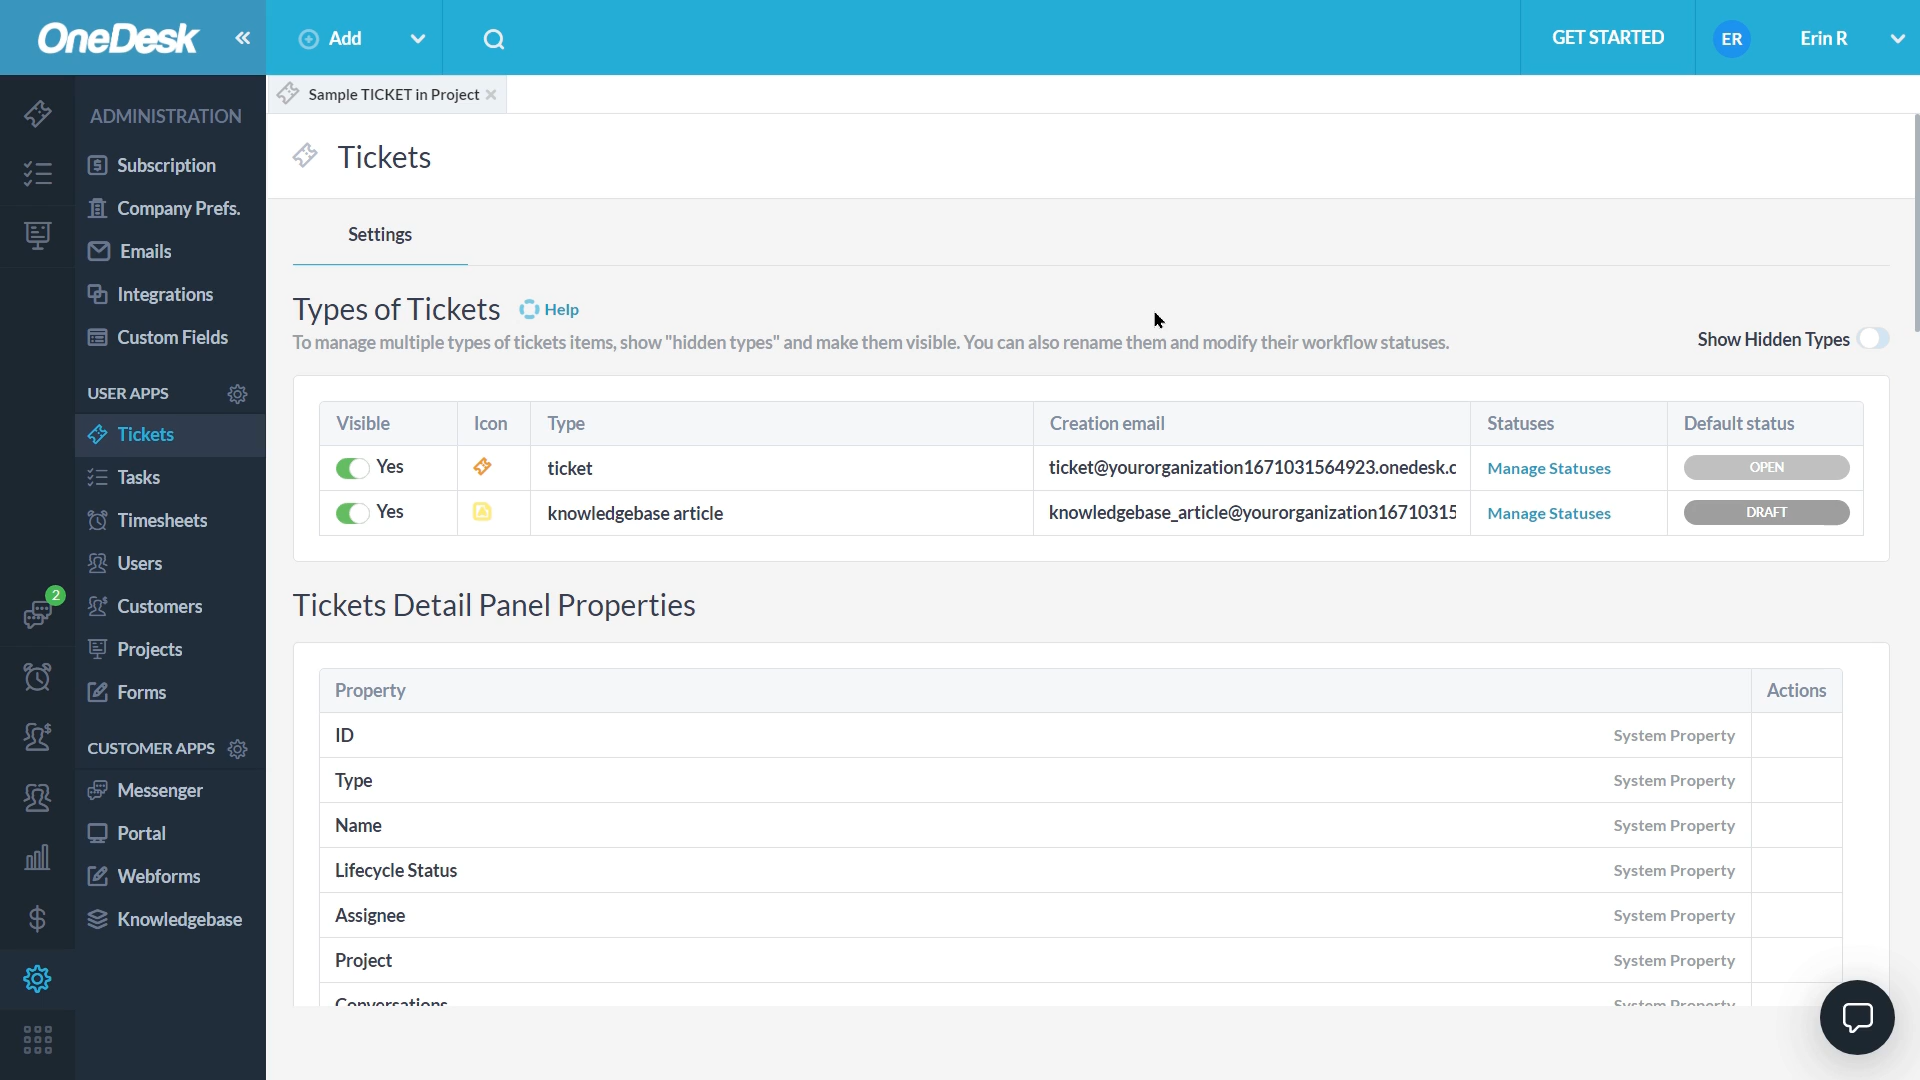 OneDesk
Add
GET STARTED
ER
Erin R
Sample TICKET in Project
ADMINISTRATION
Subscription
Company Prefs.
Emails
Integrations
Custom Fields
USER APPS
Tickets
Tasks
Timesheets
Users
2
Customers
Projects
Forms
CUSTOMER APPS
Messenger
Portal
Webforms
Knowledgebase
Tickets
Settings
Types of Tickets
Help
To manage multiple types of tickets items, show "hidden types" and make them visible. You can also rename them and modify their workflow statuses.
Show Hidden Types
Visible Icon Type Creation email Statuses Default status
Yes ticket ticket@yourorganization1671031564923.onedesk.c Manage Statuses OPEN
Yes knowledgebase article knowledgebase_article@yourorganization16710315 Manage Statuses DRAFT
Tickets Detail Panel Properties
Property Actions
ID System Property
Type System Property
Name System Property
Lifecycle Status System Property
Assignee System Property
Project System Property
Conversations System Property